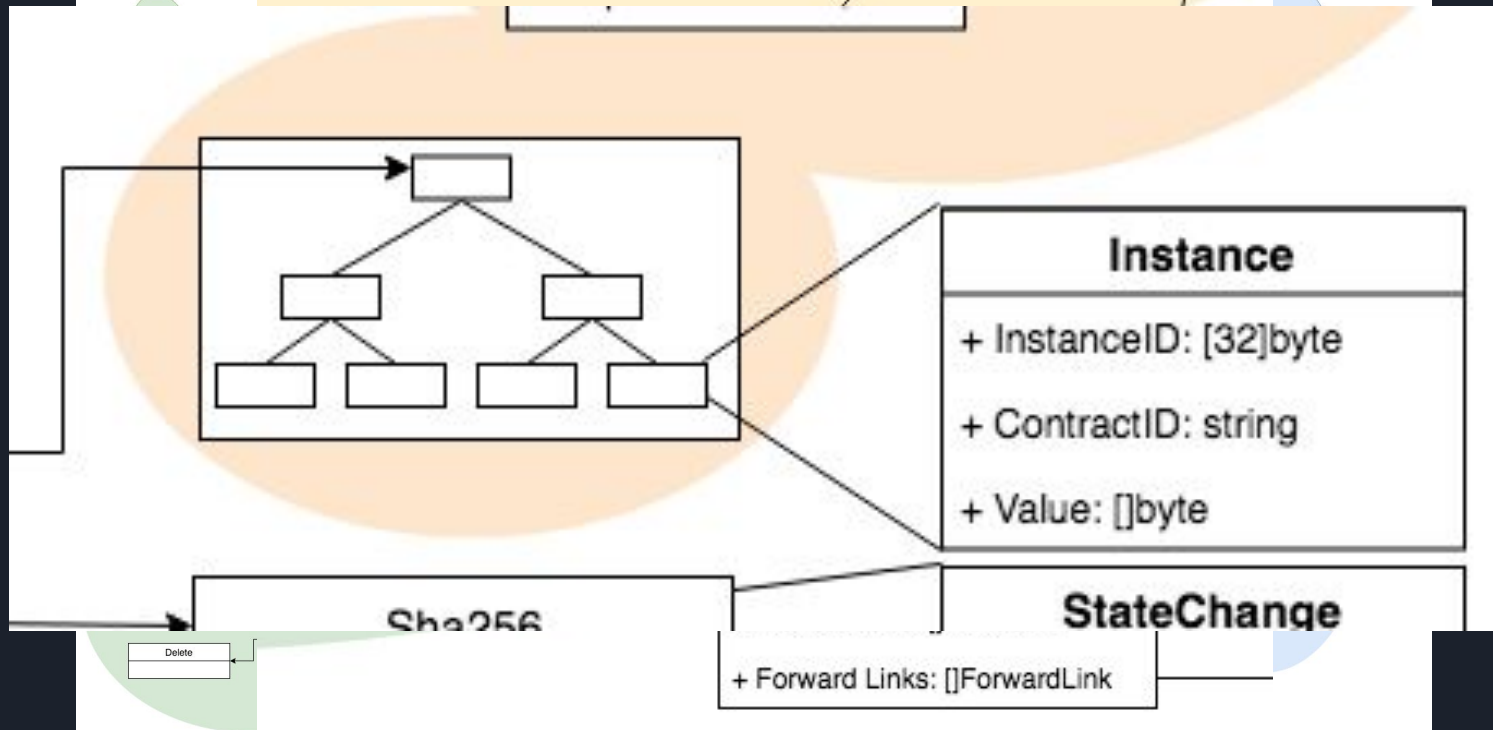 Instance
+ InstanceID: [32]byte
+ ContractID: string
+ Value: []byte
Sha256
StateChange
Delete
+ Forward Links: []ForwardLink